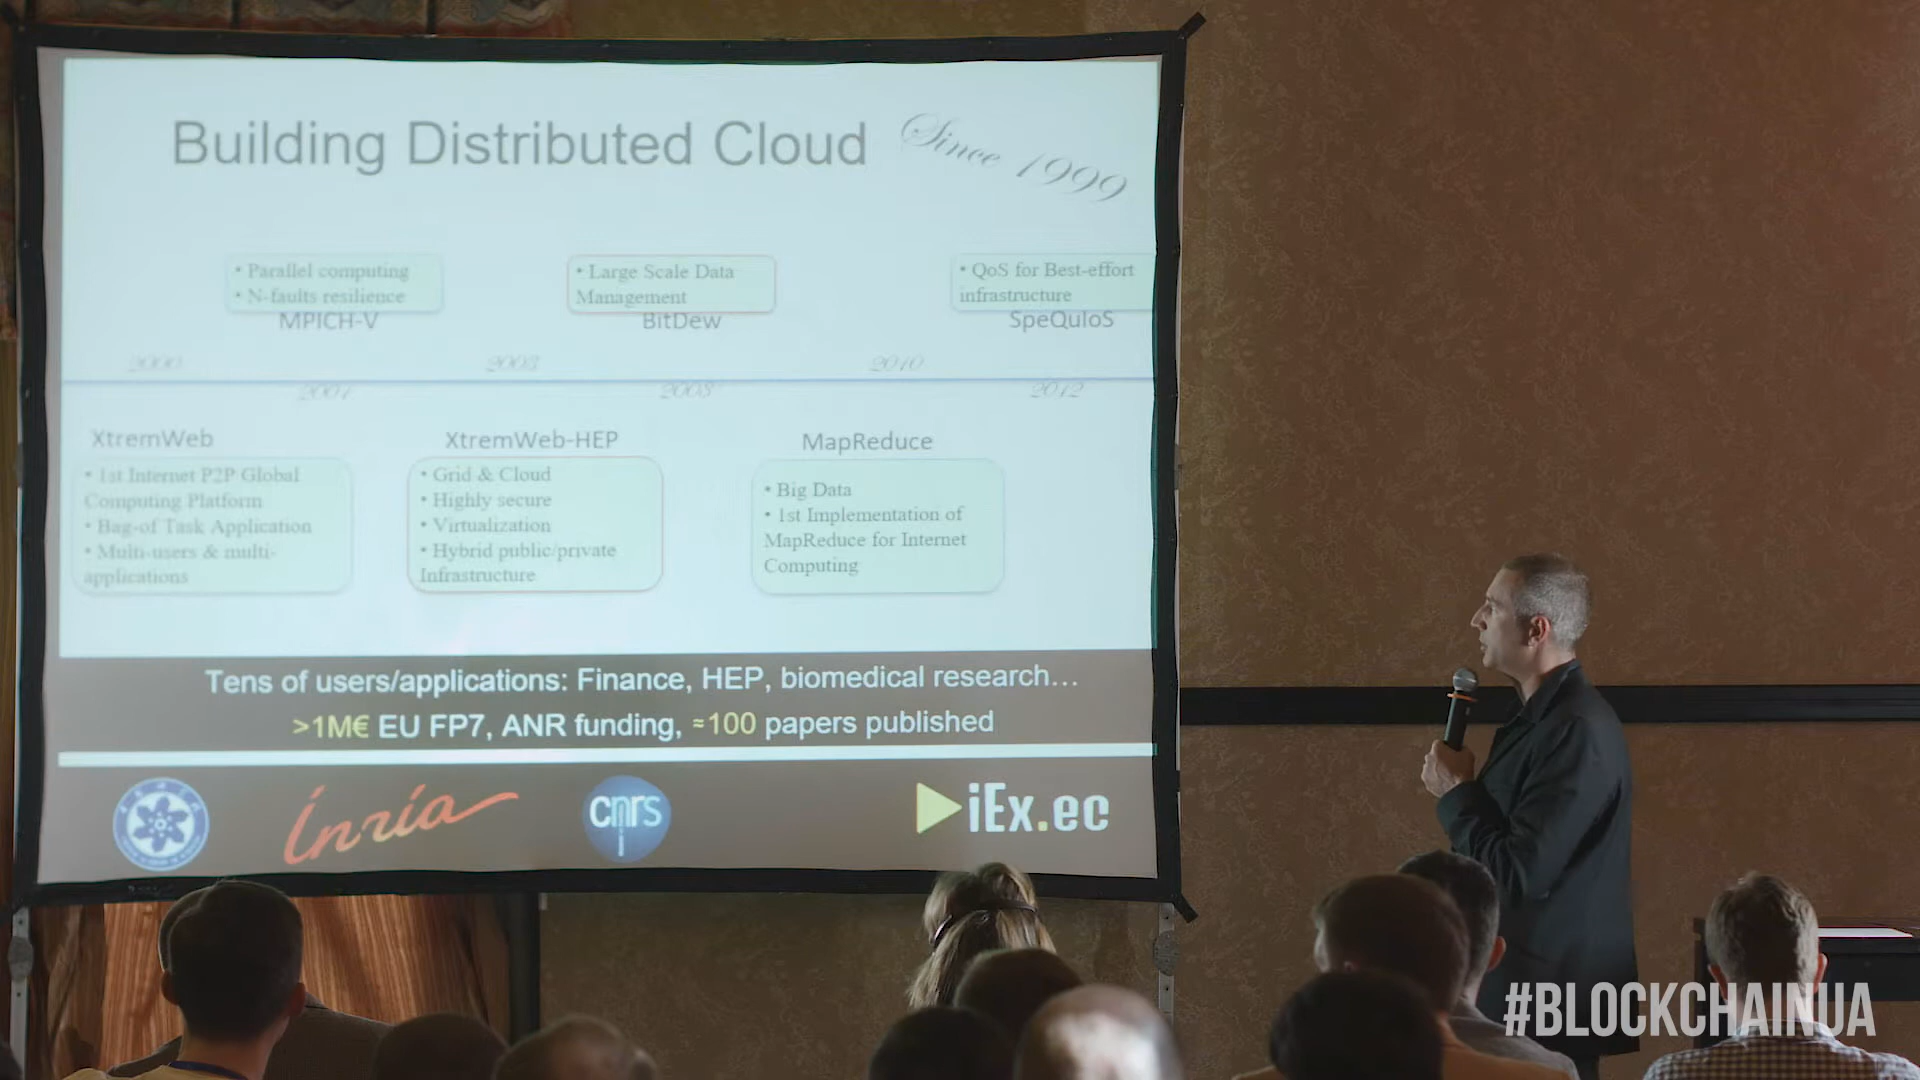 Building Distributed Cloud
Since 1999
• Parallel computing
• N-faults resilience
MPICH-V
• Large Scale Data
Management
BitDew
• QoS for Best-effort
infrastructure
SpeQuloS
2000
2010
2012
XtremWeb
• 1st Internet P2P Global
Computing Platform
• Bag-of Task Application
• Multi-users & multi-
applications
XtremWeb-HEP
• Grid & Cloud
• Highly secure
• Virtualization
• Hybrid public/private
Infrastructure
MapReduce
• Big Data
• 1st Implementation of
MapReduce for Internet
Computing
Tens of users/applications: Finance, HEP, biomedical research...
>1M€ EU FP7, ANR funding, ≈100 papers published
inria
cnrs
iEx.ec
#BLOCKCHAINUA